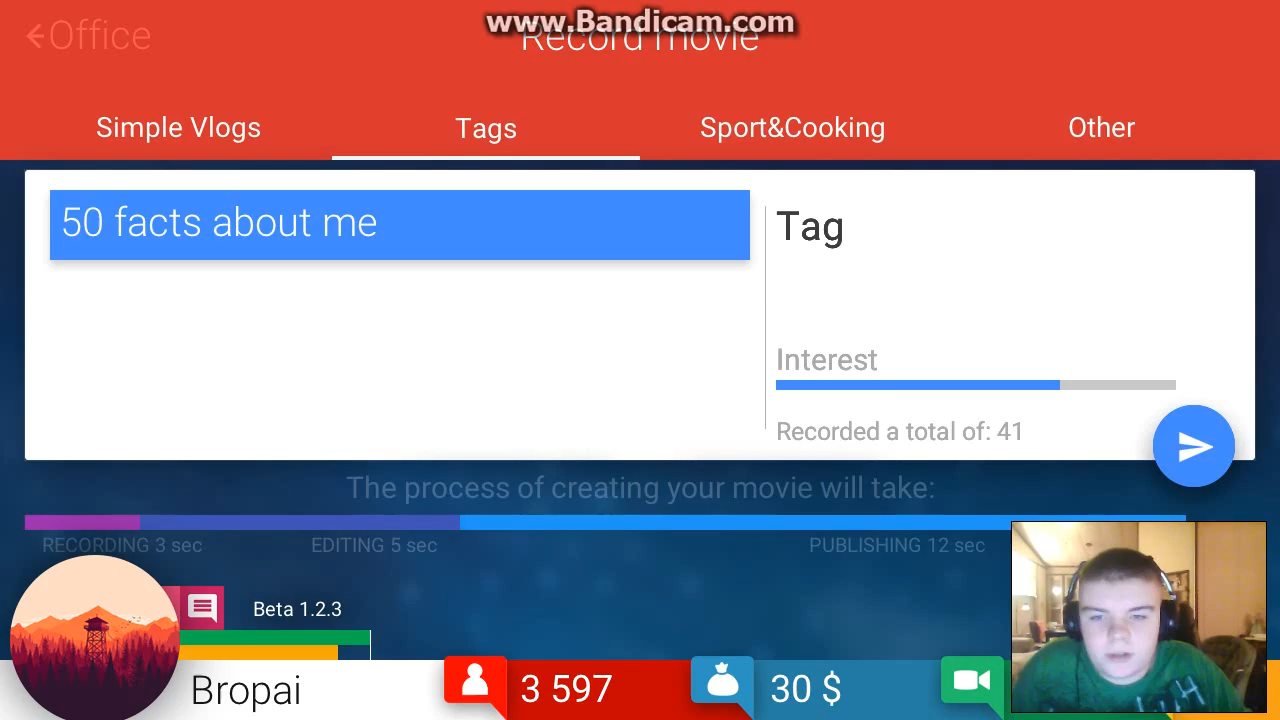 www.Bandicam.com
Office
Record movie
Simple Vlogs
Tags
Sport&Cooking
Other
50 facts about me
Tag
Interest
Recorded a total of: 41
The process of creating your movie will take:
RECORDING 3 sec
EDITING 5 sec
PUBLISHING 12 sec
Beta 1.2.3
Bropai
3 597
30 $